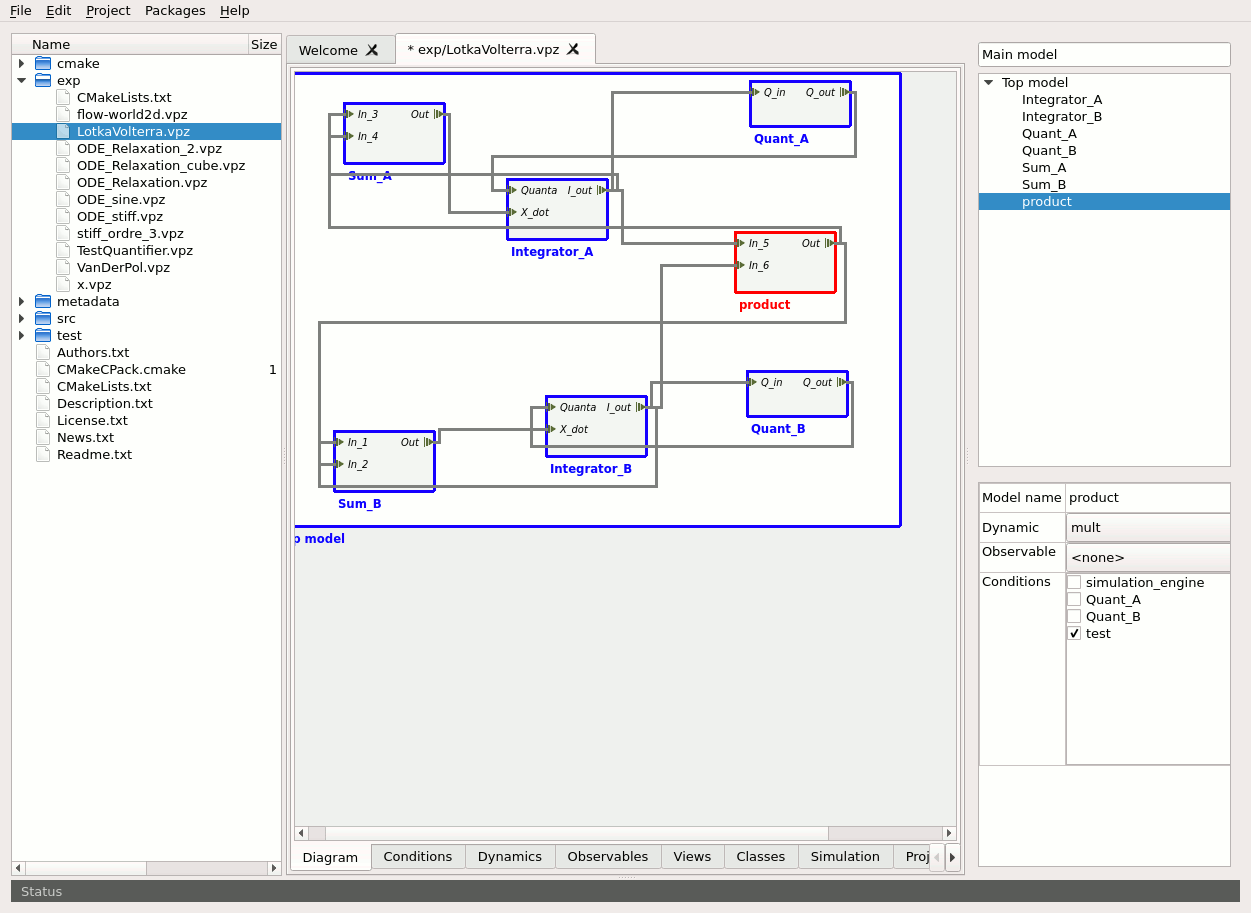 File Edit Project Packages Help
Name Size
cmake
exp
CMakeLists.txt
flow-world2d.vpz
LotkaVolterra.vpz
ODE_Relaxation_2.vpz
ODE_Relaxation_cube.vpz
ODE_Relaxation.vpz
ODE_sine.vpz
ODE_stiff.vpz
stiff_ordre_3.vpz
TestQuantifier.vpz
VanDerPol.vpz
x.vpz
metadata
src
test
Authors.txt
CMakeCPack.cmake 1
CMakeLists.txt
Description.txt
License.txt
News.txt
Readme.txt
Welcome
* exp/LotkaVolterra.vpz
Q_in Q_out
Quant_A
In_3 Out
In_4
Sum_A
Quanta I_out
X_dot
Integrator_A
In_5 Out
In_6
product
Q_in Q_out
Quant_B
Quanta I_out
X_dot
Integrator_B
In_1 Out
In_2
Sum_B
p model
Diagram Conditions Dynamics Observables Views Classes Simulation Proj
Main model
Top model
Integrator_A
Integrator_B
Quant_A
Quant_B
Sum_A
Sum_B
product
Model name product
Dynamic mult
Observable <none>
Conditions simulation_engine
Quant_A
Quant_B
test
Status